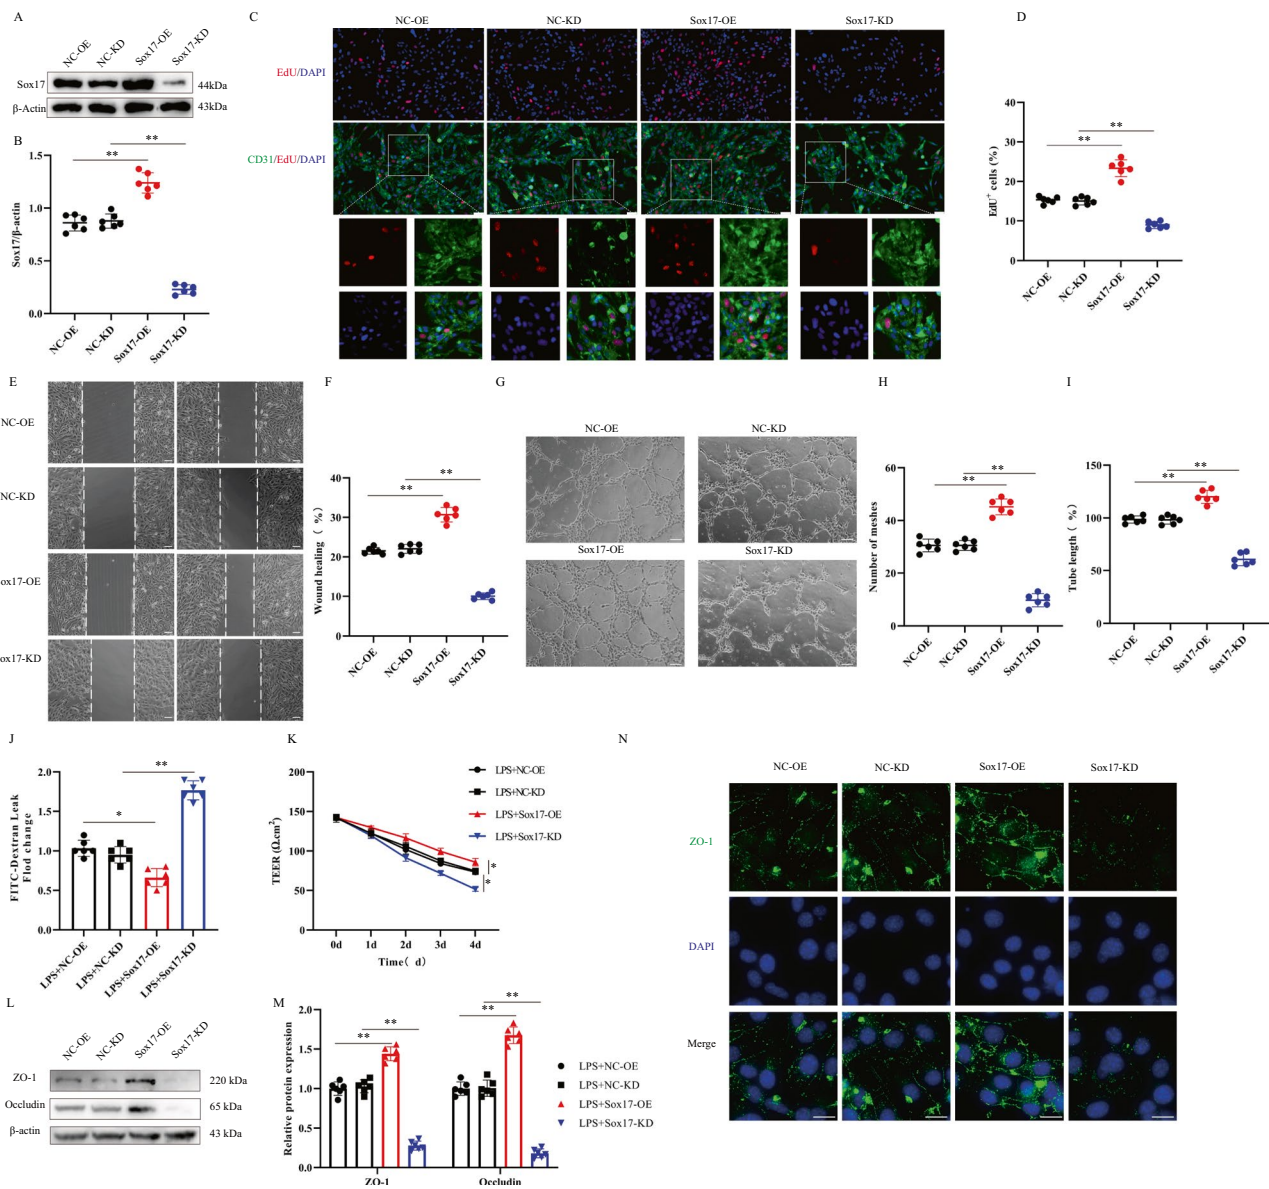 A
NC-OE
NC-KD
Sox17-OE
Sox17-KD
Sox17
44kDa
β-Actin
43kDa
B
**
**
Sox17/β-actin
1.5
1.0
0.5
0.0
NC-OE
NC-KD
Sox17-OE
Sox17-KD
C
NC-OE
NC-KD
Sox17-OE
Sox17-KD
EdU/DAPI
CD31/EdU/DAPI
D
EdU+ cells (%)
40
30
20
10
0
**
**
NC-OE
NC-KD
Sox17-OE
Sox17-KD
E
NC-OE
NC-KD
ox17-OE
ox17-KD
F
Wound healing( %)
40
30
20
10
0
**
**
NC-OE
NC-KD
Sox17-OE
Sox17-KD
G
NC-OE
NC-KD
Sox17-OE
Sox17-KD
H
Number of meshes
60
40
20
0
**
**
NC-OE
NC-KD
Sox17-OE
Sox17-KD
I
Tube length( %)
150
100
50
0
**
**
NC-OE
NC-KD
Sox17-OE
Sox17-KD
J
FITC-Dextran Leak
Flod change
2.0
1.5
1.0
0.5
0.0
*
**
LPS+NC-OE
LPS+NC-KD
LPS+Sox17-OE
LPS+Sox17-KD
K
TEER (Ω.cm2)
200
150
100
50
0
0d
1d
2d
3d
4d
Time( d)
LPS+NC-OE
LPS+NC-KD
LPS+Sox17-OE
LPS+Sox17-KD
*
*
L
NC-OE
NC-KD
Sox17-OE
Sox17-KD
ZO-1
220 kDa
Occludin
65 kDa
β-actin
43 kDa
M
Relative protein expression
2.0
1.5
1.0
0.5
0.0
**
**
**
**
ZO-1
Occludin
LPS+NC-OE
LPS+NC-KD
LPS+Sox17-OE
LPS+Sox17-KD
N
NC-OE
NC-KD
Sox17-OE
Sox17-KD
ZO-1
DAPI
Merge